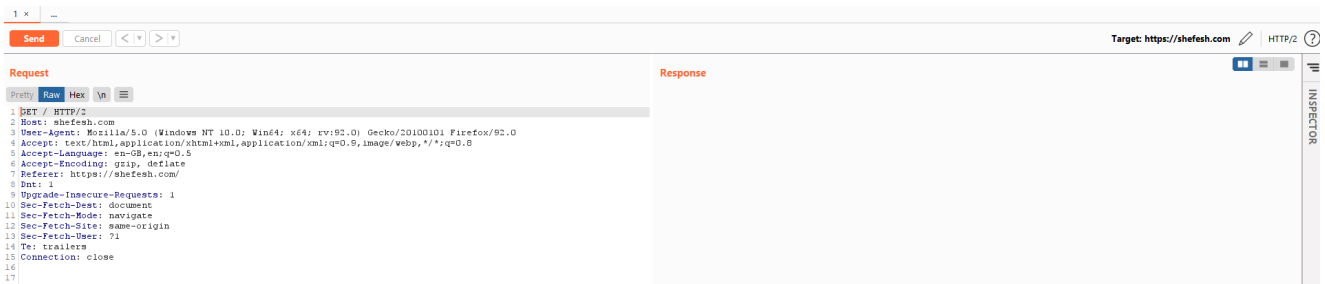 1 × ...
Send Cancel < > Target: https://shefesh.com HTTP/2 ?
Request
Response
Pretty Raw Hex \n
INSPECTOR
1 GET / HTTP/2
2 Host: shefesh.com
3 User-Agent: Mozilla/5.0 (Windows NT 10.0; Win64; x64; rv:92.0) Gecko/20100101 Firefox/92.0
4 Accept: text/html,application/xhtml+xml,application/xml;q=0.9,image/webp,*/*;q=0.8
5 Accept-Language: en-GB,en;q=0.5
6 Accept-Encoding: gzip, deflate
7 Referer: https://shefesh.com/
8 Dnt: 1
9 Upgrade-Insecure-Requests: 1
10 Sec-Fetch-Dest: document
11 Sec-Fetch-Mode: navigate
12 Sec-Fetch-Site: same-origin
13 Sec-Fetch-User: ?1
14 Te: trailers
15 Connection: close
16
17